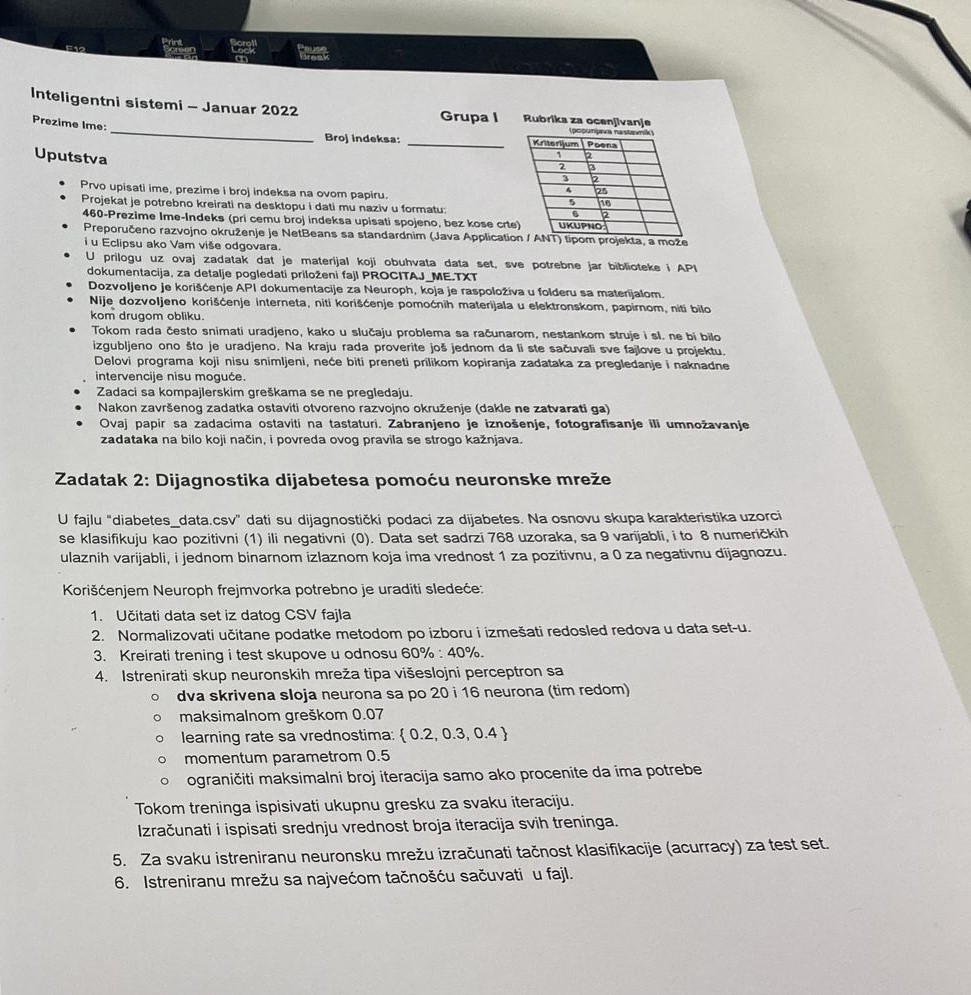 F12
Print
Screen
Scroll
Lock
Pause
Break
Inteligentni sistemi – Januar 2022
Grupa I
Rubrika za ocenjivanje
(popunjava nastavnik)
Prezime Ime:
Broj indeksa:
Kriterijum Poena
1 2
2 3
3 2
4 25
5 16
6 2
UKUPNO:
Uputstva
• Prvo upisati ime, prezime i broj indeksa na ovom papiru.
• Projekat je potrebno kreirati na desktopu i dati mu naziv u formatu:
460-Prezime Ime-Indeks (pri cemu broj indeksa upisati spojeno, bez kose crte)
• Preporučeno razvojno okruženje je NetBeans sa standardnim (Java Application / ANT) tipom projekta, a može
i u Eclipsu ako Vam više odgovara.
• U prilogu uz ovaj zadatak dat je materijal koji obuhvata data set, sve potrebne jar biblioteke i API
dokumentacija, za detalje pogledati priloženi fajl PROCITAJ_ME.TXT
• Dozvoljeno je korišćenje API dokumentacije za Neuroph, koja je raspoloživa u folderu sa materijalom.
• Nije dozvoljeno korišćenje interneta, niti korišćenje pomoćnih materijala u elektronskom, papirnom, niti bilo
kom drugom obliku.
• Tokom rada često snimati uradjeno, kako u slučaju problema sa računarom, nestankom struje i sl. ne bi bilo
izgubljeno ono što je uradjeno. Na kraju rada proverite još jednom da li ste sačuvali sve fajlove u projektu.
Delovi programa koji nisu snimljeni, neće biti preneti prilikom kopiranja zadataka za pregledanje i naknadne
intervencije nisu moguće.
• Zadaci sa kompajlerskim greškama se ne pregledaju.
• Nakon završenog zadatka ostaviti otvoreno razvojno okruženje (dakle ne zatvarati ga)
• Ovaj papir sa zadacima ostaviti na tastaturi. Zabranjeno je iznošenje, fotografisanje ili umnožavanje
zadataka na bilo koji način, i povreda ovog pravila se strogo kažnjava.
Zadatak 2: Dijagnostika dijabetesa pomoću neuronske mreže
U fajlu "diabetes_data.csv" dati su dijagnostički podaci za dijabetes. Na osnovu skupa karakteristika uzorci
se klasifikuju kao pozitivni (1) ili negativni (0). Data set sadrzi 768 uzoraka, sa 9 varijabli, i to 8 numeričkih
ulaznih varijabli, i jednom binarnom izlaznom koja ima vrednost 1 za pozitivnu, a 0 za negativnu dijagnozu.
Korišćenjem Neuroph frejmvorka potrebno je uraditi sledeće:
1. Učitati data set iz datog CSV fajla
2. Normalizovati učitane podatke metodom po izboru i izmešati redosled redova u data set-u.
3. Kreirati trening i test skupove u odnosu 60% : 40%.
4. Istrenirati skup neuronskih mreža tipa višeslojni perceptron sa
o dva skrivena sloja neurona sa po 20 i 16 neurona (tim redom)
o maksimalnom greškom 0.07
o learning rate sa vrednostima: { 0.2, 0.3, 0.4 }
o momentum parametrom 0.5
o ograničiti maksimalni broj iteracija samo ako procenite da ima potrebe
Tokom treninga ispisivati ukupnu gresku za svaku iteraciju.
Izračunati i ispisati srednju vrednost broja iteracija svih treninga.
5. Za svaku istreniranu neuronsku mrežu izračunati tačnost klasifikacije (acurracy) za test set.
6. Istreniranu mrežu sa najvećom tačnošću sačuvati u fajl.